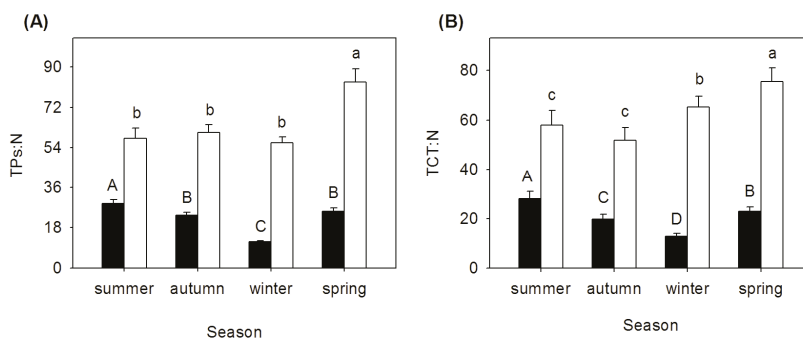 (A)
TPs:N
90
72
54
36
18
0
A
b
B
b
C
b
B
a
summer autumn winter spring
Season
(B)
TCT:N
80
60
40
20
0
A
c
C
c
D
b
B
a
summer autumn winter spring
Season